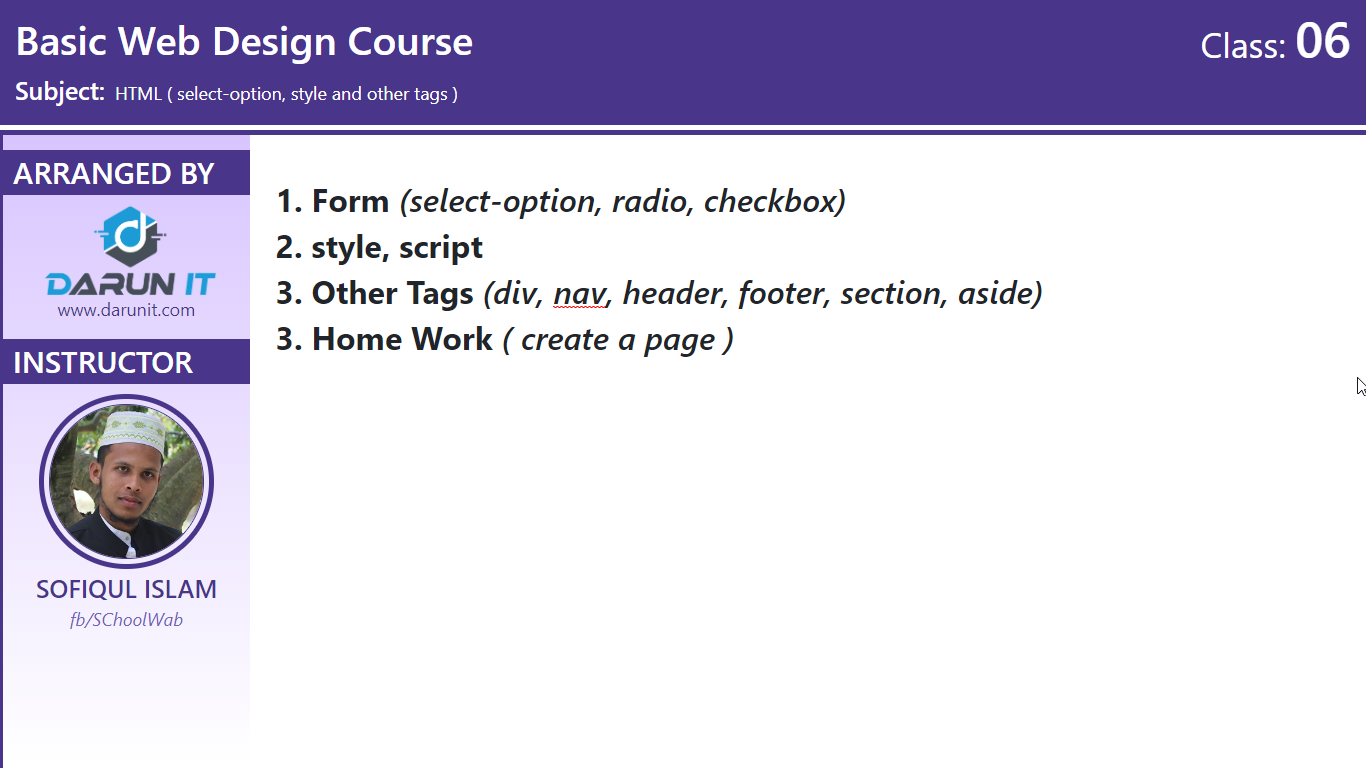 Basic Web Design Course
Class: 06
Subject: HTML ( select-option, style and other tags )
ARRANGED BY
DARUN IT
www.darunit.com
INSTRUCTOR
SOFIQUL ISLAM
fb/SChoolWab
1. Form (select-option, radio, checkbox)
2. style, script
3. Other Tags (div, nav, header, footer, section, aside)
3. Home Work ( create a page )